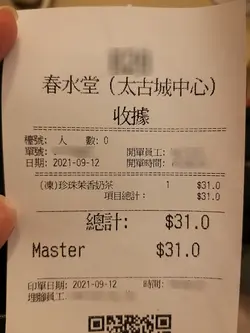 春水堂 (太古城中心)
收據
檯號: 人 數: 0
單號: 開單員工:
日期: 2021-09-12 開單時間:
(凍)珍珠茉香奶茶 1 $31.0
項目總計: $31.0
總計: $31.0
Master $31.0
印單日期: 2021-09-12 時間:
埋數員工: